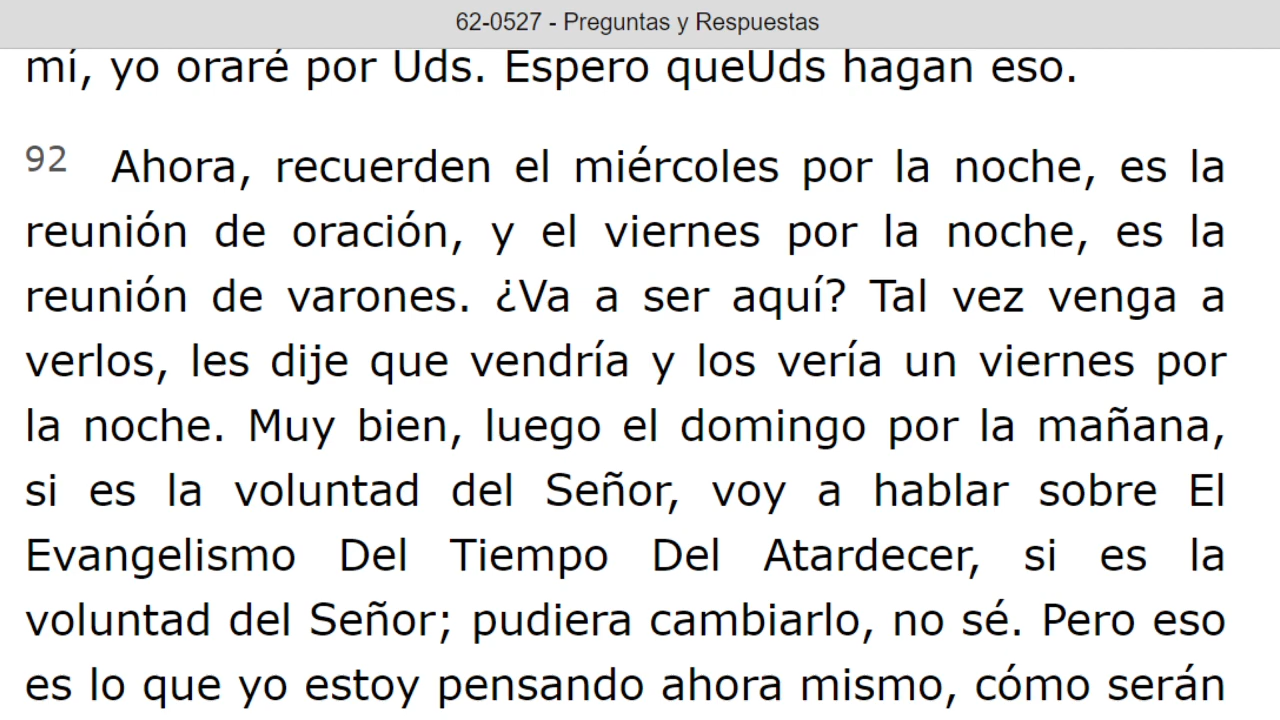 62-0527 - Preguntas y Respuestas
mí, yo oraré por Uds. Espero queUds hagan eso.
92 Ahora, recuerden el miércoles por la noche, es la
reunión de oración, y el viernes por la noche, es la
reunión de varones. ¿Va a ser aquí? Tal vez venga a
verlos, les dije que vendría y los vería un viernes por
la noche. Muy bien, luego el domingo por la mañana,
si es la voluntad del Señor, voy a hablar sobre El
Evangelismo Del Tiempo Del Atardecer, si es la
voluntad del Señor; pudiera cambiarlo, no sé. Pero eso
es lo que yo estoy pensando ahora mismo, cómo serán